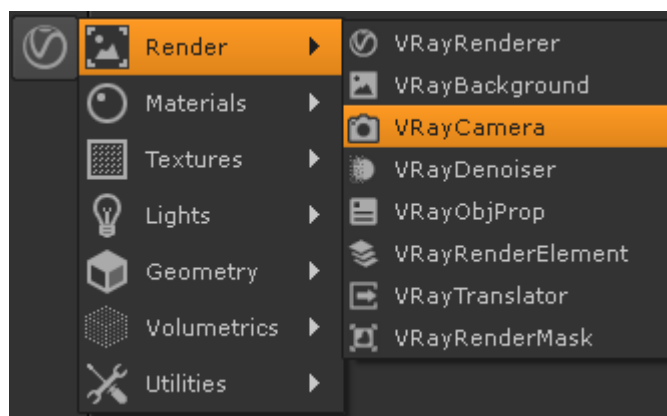 Render
Materials
Textures
Lights
Geometry
Volumetrics
Utilities
VRayRenderer
VRayBackground
VRayCamera
VRayDenoiser
VRayObjProp
VRayRenderElement
VRayTranslator
VRayRenderMask